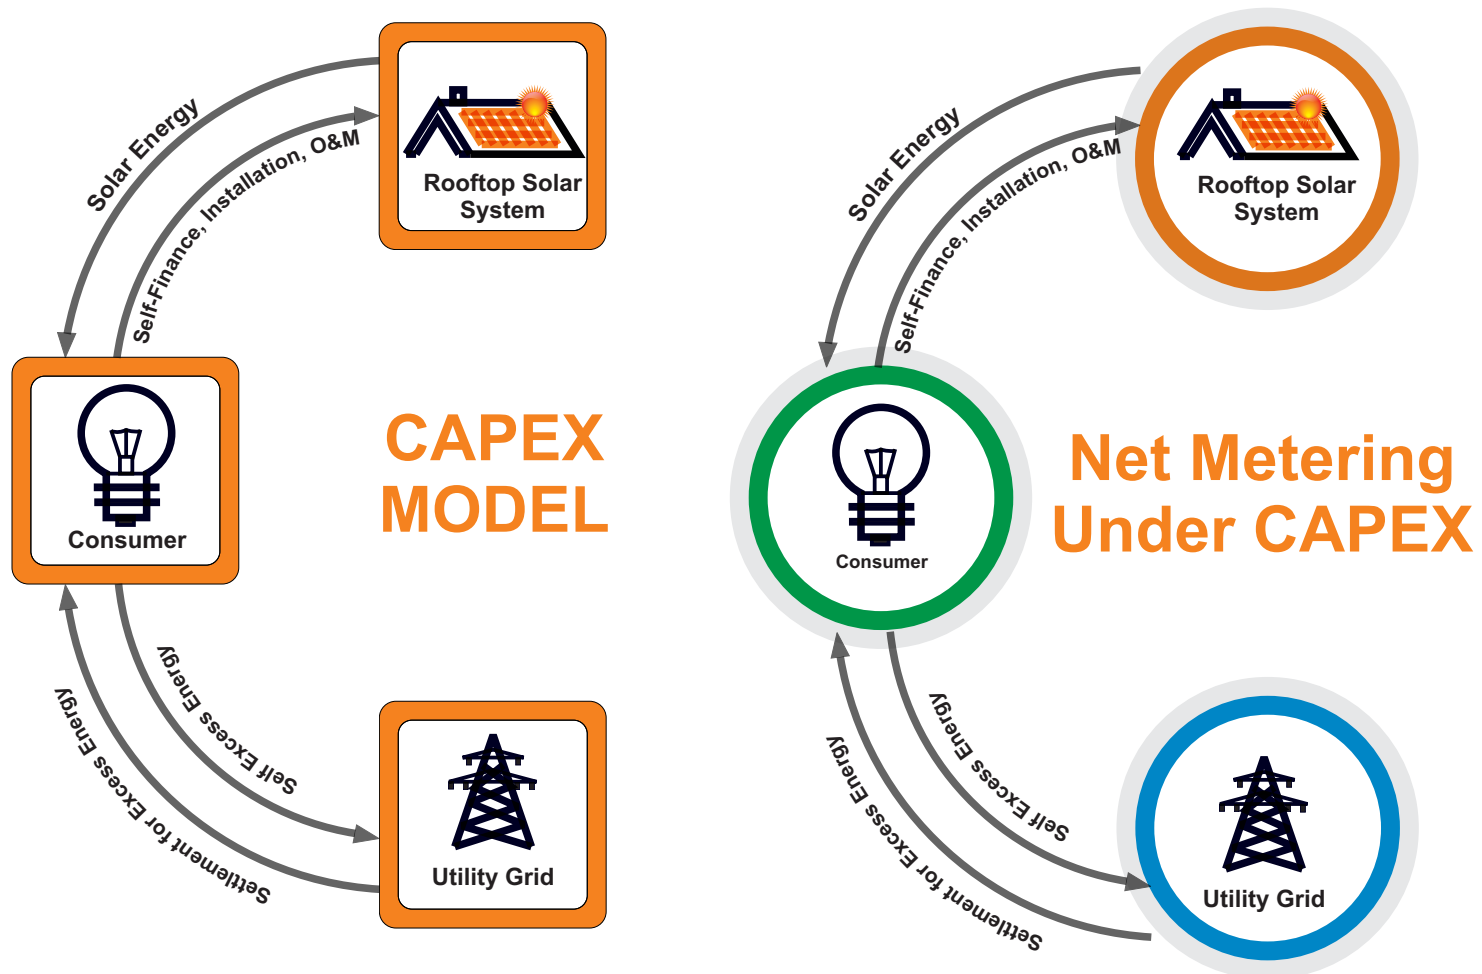 Solar Energy
Self-Finance, Installation, O&M
Rooftop Solar
System
Consumer
CAPEX
MODEL
Self Excess Energy
Settlement for Excess Energy
Utility Grid
Solar Energy
Self-Finance, Installation, O&M
Rooftop Solar
System
Consumer
Net Metering
Under CAPEX
Self Excess Energy
Settlement for Excess Energy
Utility Grid